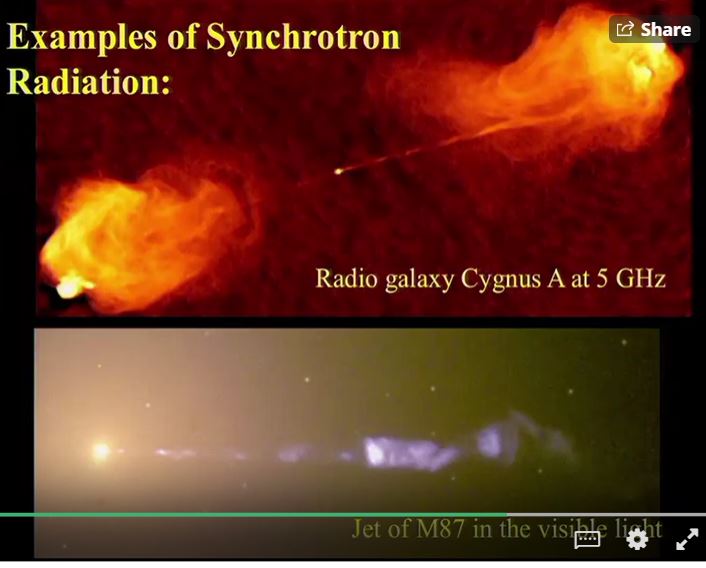 Examples of Synchrotron
Radiation:
Share
Radio galaxy Cygnus A at 5 GHz
Jet of M87 in the visible light